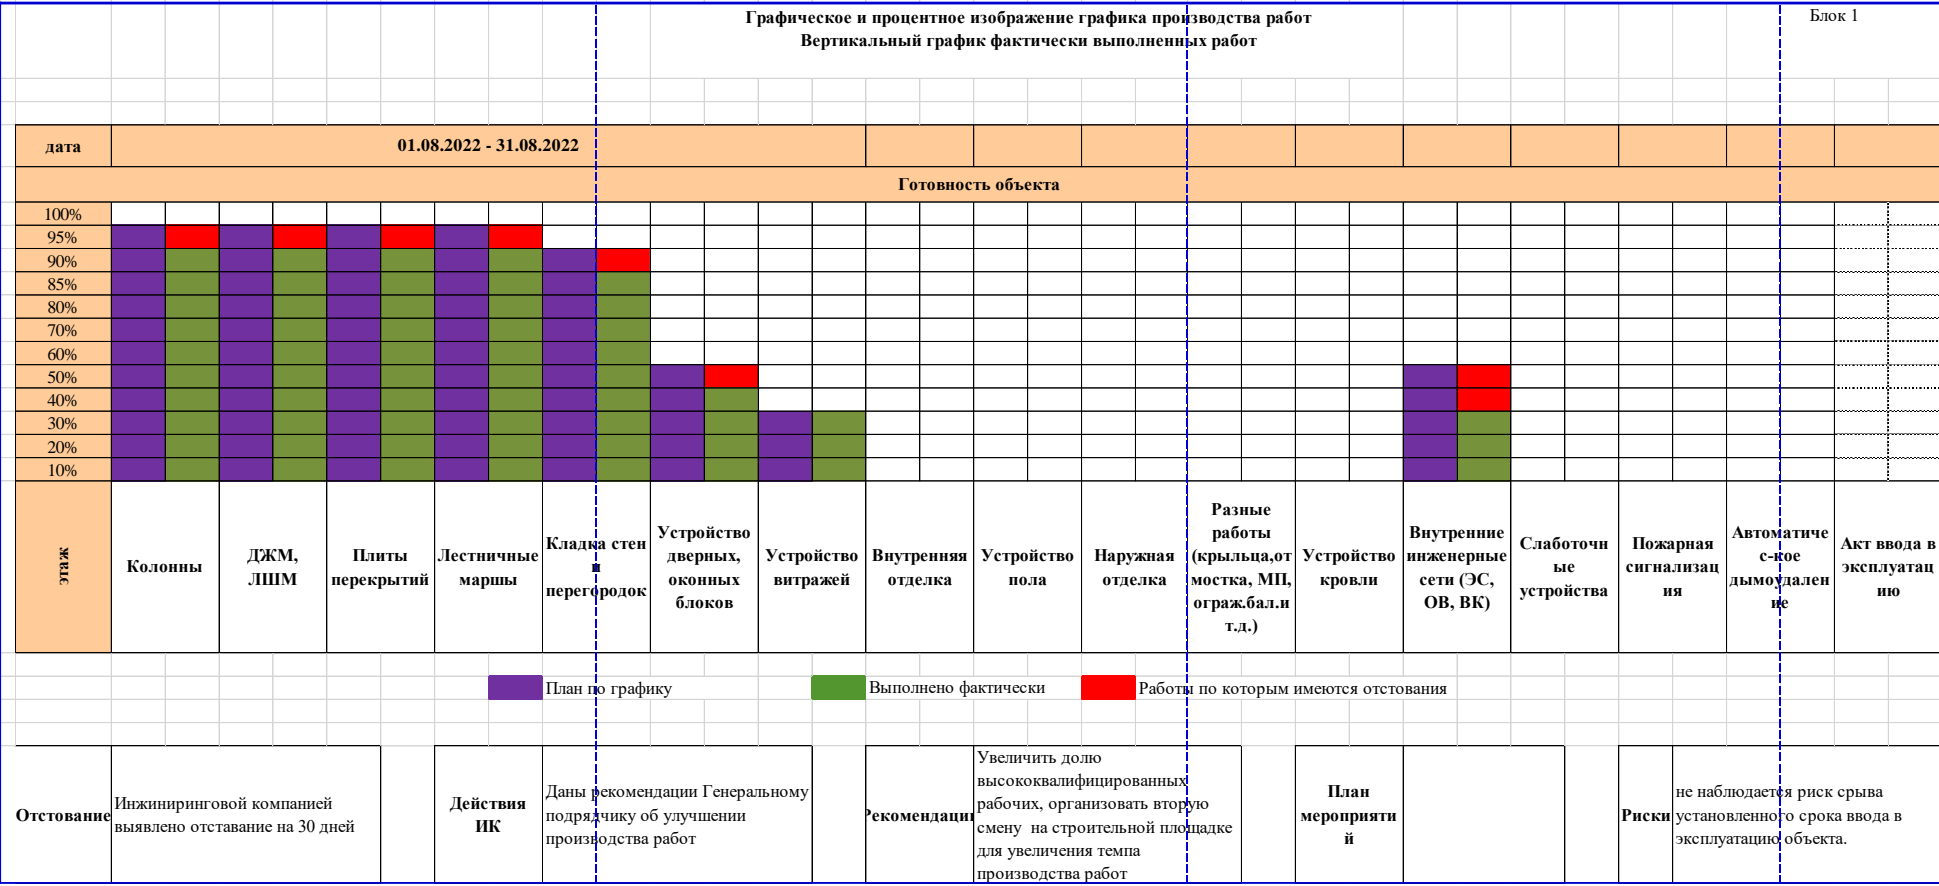 Графическое и процентное изображение графика производства работ
Блок 1
Вертикальный график фактически выполненных работ
дата
01.08.2022 - 31.08.2022
Готовность объекта
100%
95%
90%
85%
80%
70%
60%
50%
40%
30%
20%
10%
этаж
Колонны
ДЖМ,
ЛШМ
Плиты
перекрытий
Лестничные
маршы
Кладка стен
и
перегородок
Устройство
дверных,
оконных
блоков
Устройство
витражей
Внутренняя
отделка
Устройство
пола
Наружная
отделка
Разные
работы
(крыльца,от
мостка, МП,
ограж.бал.и
т.д.)
Устройство
кровли
Внутренние
инженерные
сети (ЭС,
ОВ, ВК)
Слаботочн
ые
устройства
Пожарная
сигнализац
ия
Автоматиче
с-кое
дымоудален
ие
Акт ввода в
эксплуатац
ию
План по графику
Выполнено фактически
Работы по которым имеются отстования
Отстование
Инжиниринговой компанией
выявлено отставание на 30 дней
Действия
ИК
Даны рекомендации Генеральному
подрядчику об улучшении
производства работ
Рекомендации
Увеличить долю
высококвалифицированных
рабочих, организовать вторую
смену на строительной площадке
для увеличения темпа
производства работ
План
мероприяти
й
Риски
не наблюдается риск срыва
установленного срока ввода в
эксплуатацию объекта.